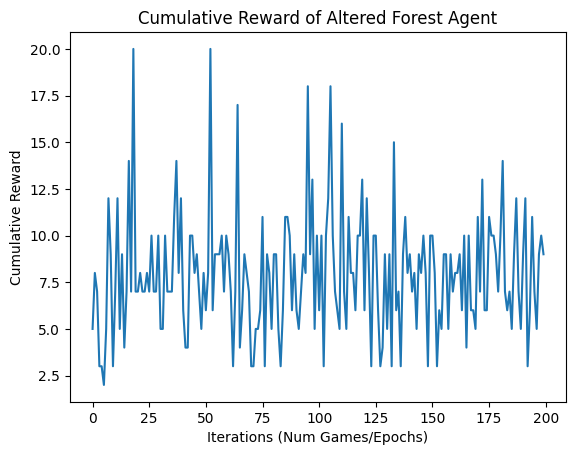 Cumulative Reward of Altered Forest Agent
20.0
17.5
15.0
12.5
10.0
7.5
5.0
2.5
Cumulative Reward
0 25 50 75 100 125 150 175 200
Iterations (Num Games/Epochs)